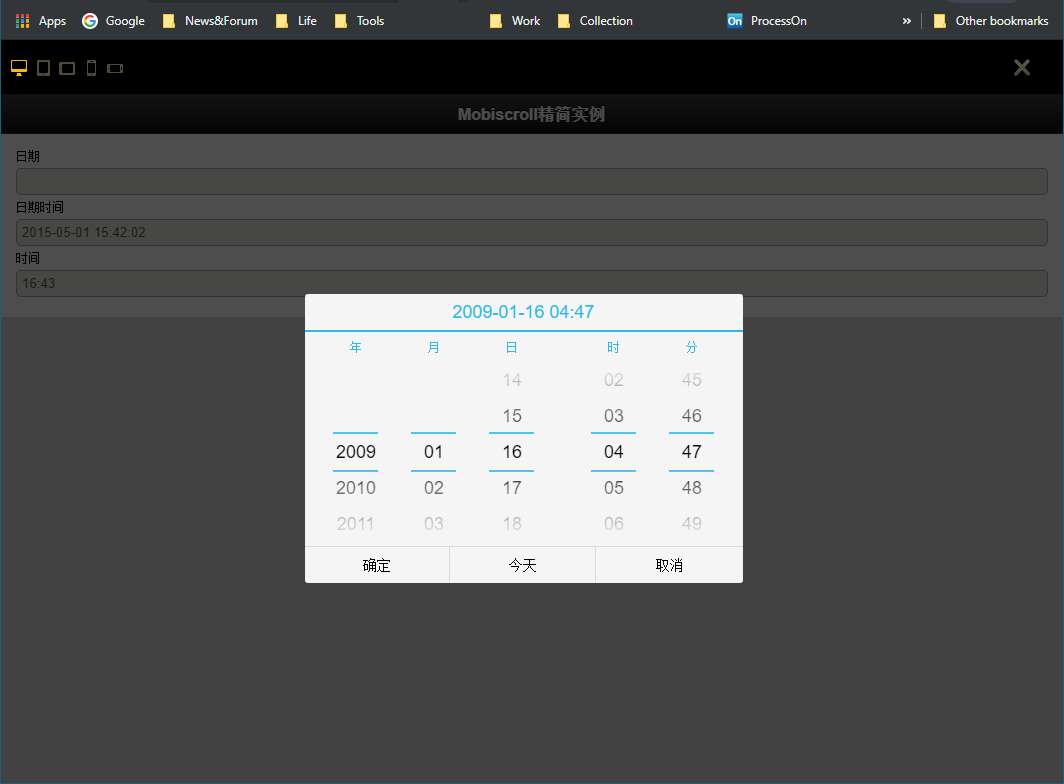 Apps Google News&Forum Life Tools Work Collection On ProcessOn » Other bookmarks
Mobiscroll精简实例
日期
日期时间
2015-05-01 15:42:02
时间
16:43
2009-01-16 04:47
年 月 日 时 分
14 02 45
15 03 46
2009 01 16 04 47
2010 02 17 05 48
2011 03 18 06 49
确定 今天 取消